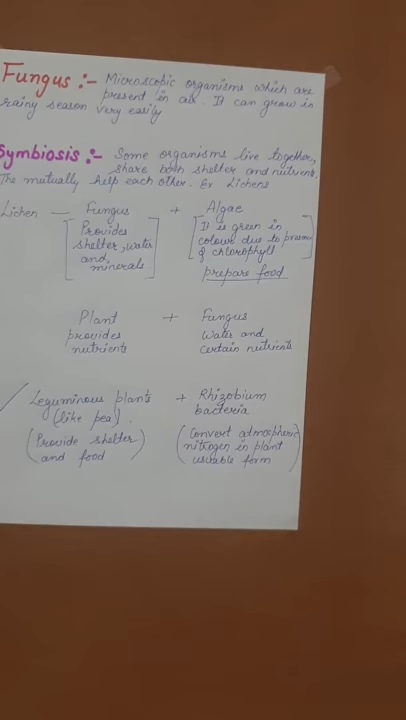 Fungus :- Microscopic organisms which are
present in air. It can grow in
rainy season very easily
Symbiosis :- Some organisms live together,
share both shelter and nutrients.
The mutually help each other. Ex Lichens
Lichen — Fungus + Algae
[Provides shelter, water and minerals] [It is green in colour due to presence of chlorophyll]
prepare food
Plant + Fungus
provides water and
nutrients certain nutrients
Leguminous plants + Rhizobium
(like pea). bacteria
(Provide shelter (Convert atmospheric
and food) nitrogen in plant
usuable form)